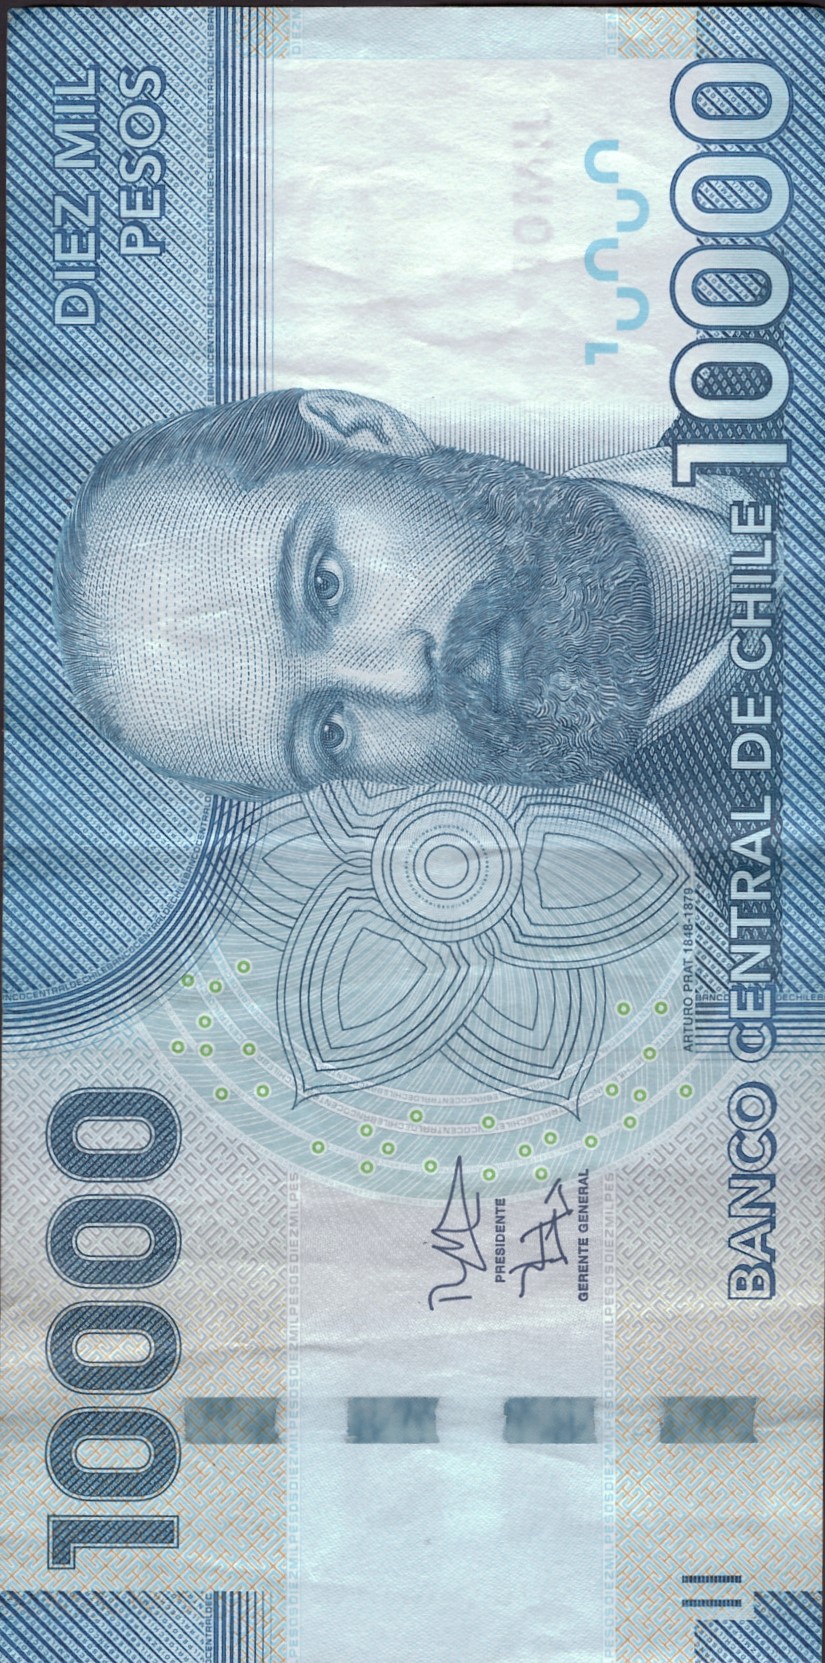 10000
DIEZ MIL
PESOS
PRESIDENTE
GERENTE GENERAL
ARTURO PRAT 1848-1879
BANCO CENTRAL DE CHILE
10000